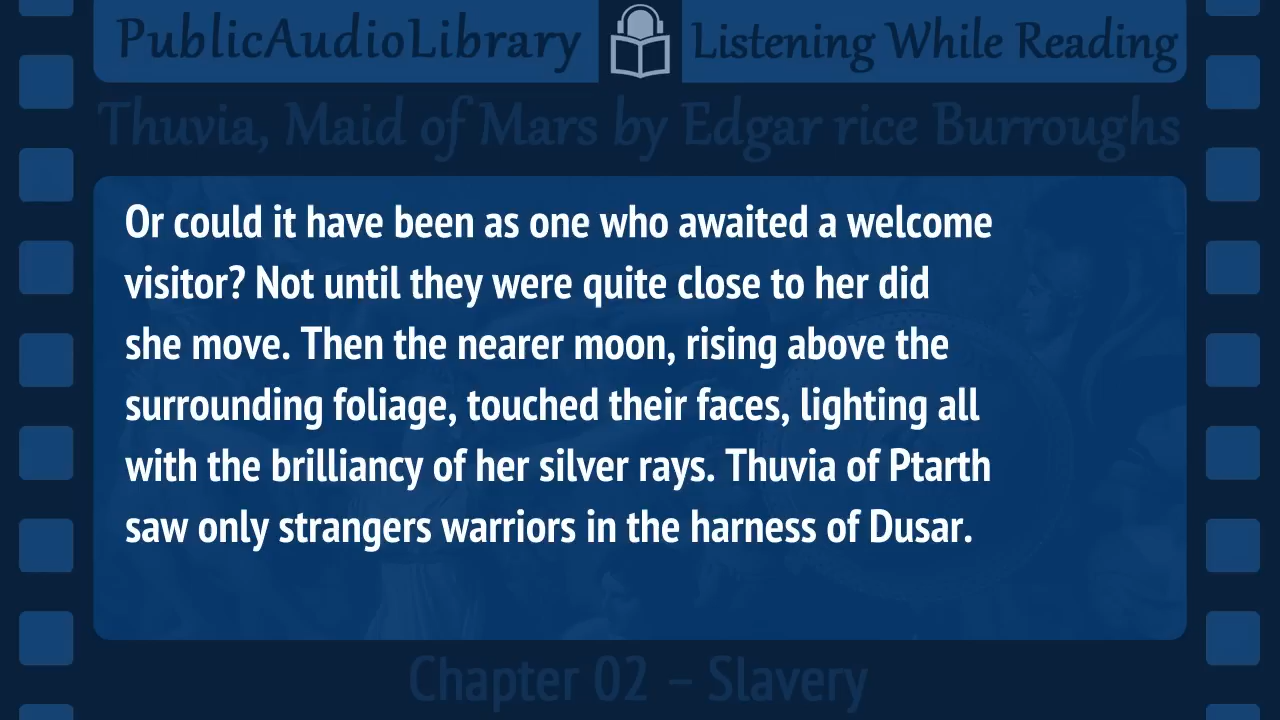 PublicAudioLibrary Listening While Reading
Thuvia, Maid of Mars by Edgar rice Burroughs
Or could it have been as one who awaited a welcome
visitor? Not until they were quite close to her did
she move. Then the nearer moon, rising above the
surrounding foliage, touched their faces, lighting all
with the brilliancy of her silver rays. Thuvia of Ptarth
saw only strangers warriors in the harness of Dusar.
Chapter 02 – Slavery